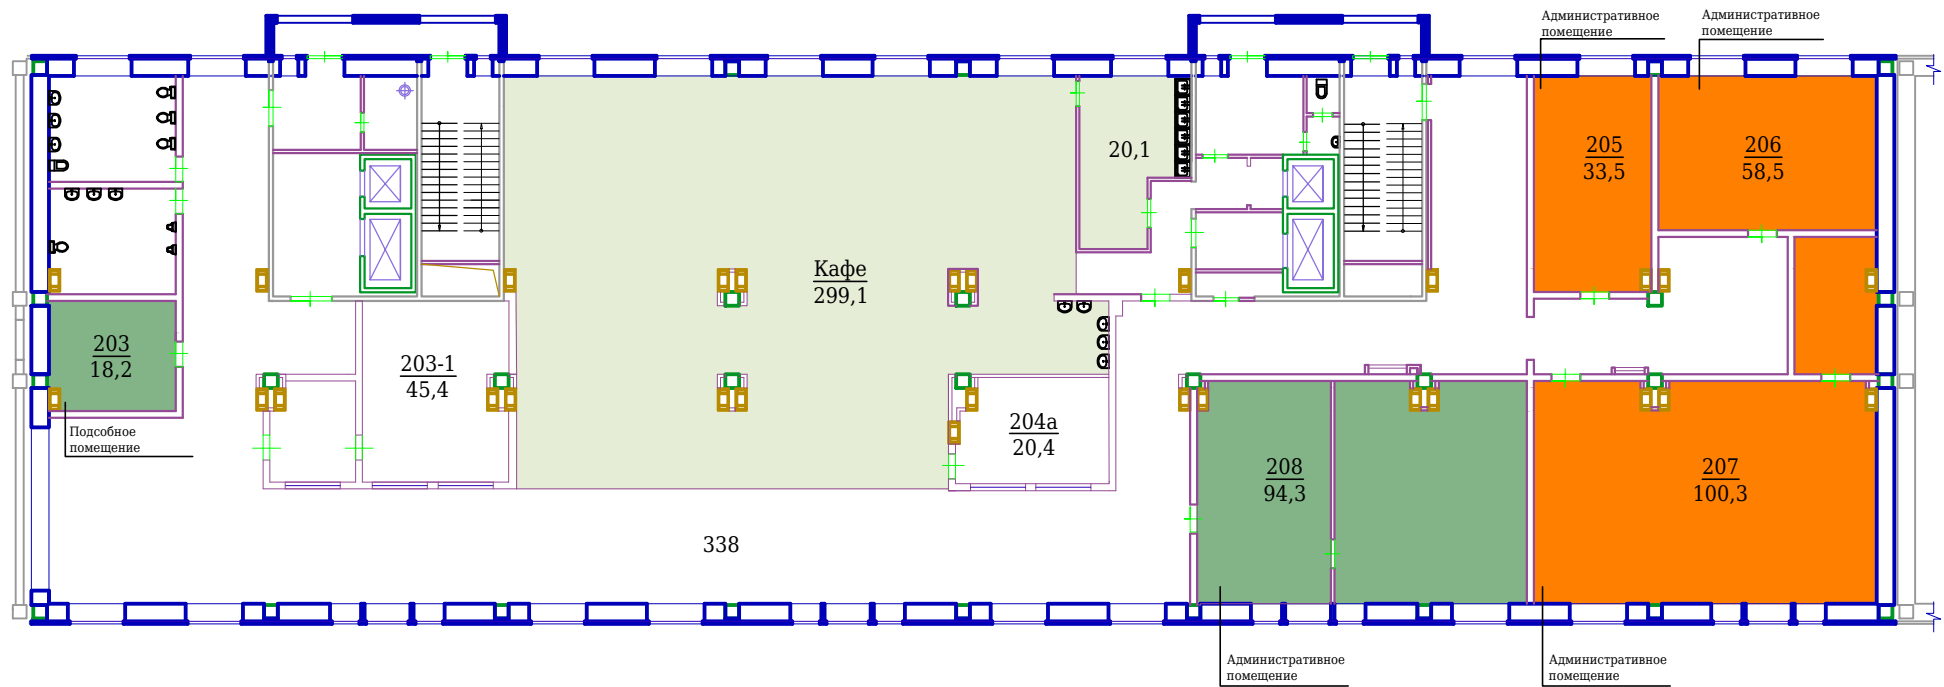 Административное
помещение
Административное
помещение
20,1
205
33,5
206
58,5
Кафе
299,1
203
18,2
203-1
45,4
204а
20,4
Подсобное
помещение
208
94,3
207
100,3
338
Административное
помещение
Административное
помещение